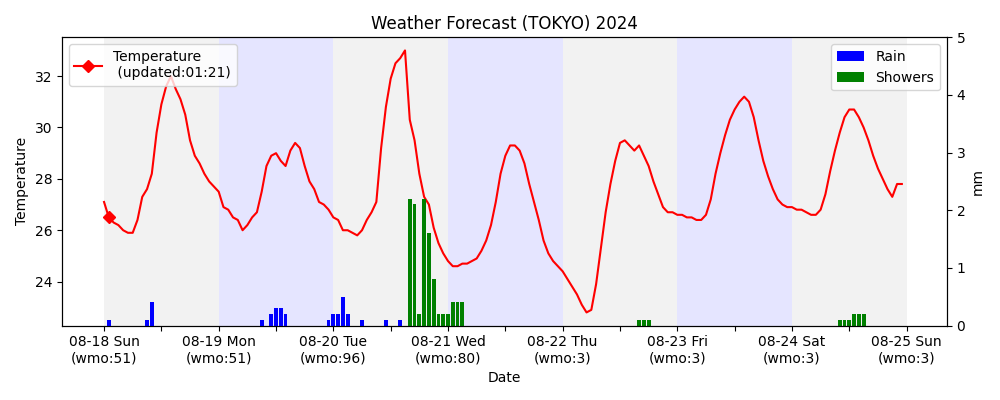 Weather Forecast (TOKYO) 2024
Temperature
(updated:01:21)
Rain
Showers
Temperature
32
30
28
26
24
5
4
3
2
1
0
mm
08-18 Sun
(wmo:51)
08-19 Mon
(wmo:51)
08-20 Tue
(wmo:96)
08-21 Wed
(wmo:80)
08-22 Thu
(wmo:3)
08-23 Fri
(wmo:3)
08-24 Sat
(wmo:3)
08-25 Sun
(wmo:3)
Date